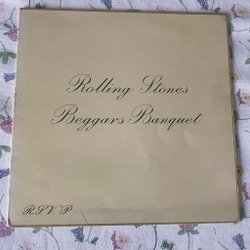 Rolling Stones
Beggars Banquet
R.S.V.P.